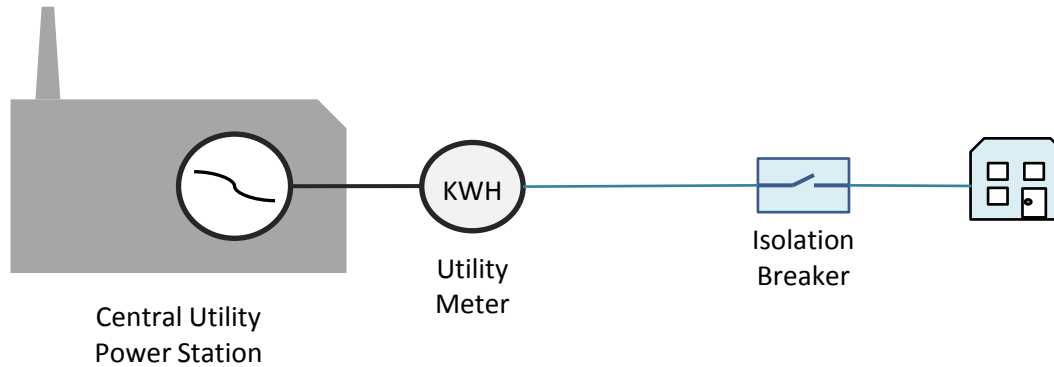 KWH
Isolation
Breaker
Utility
Meter
Central Utility
Power Station